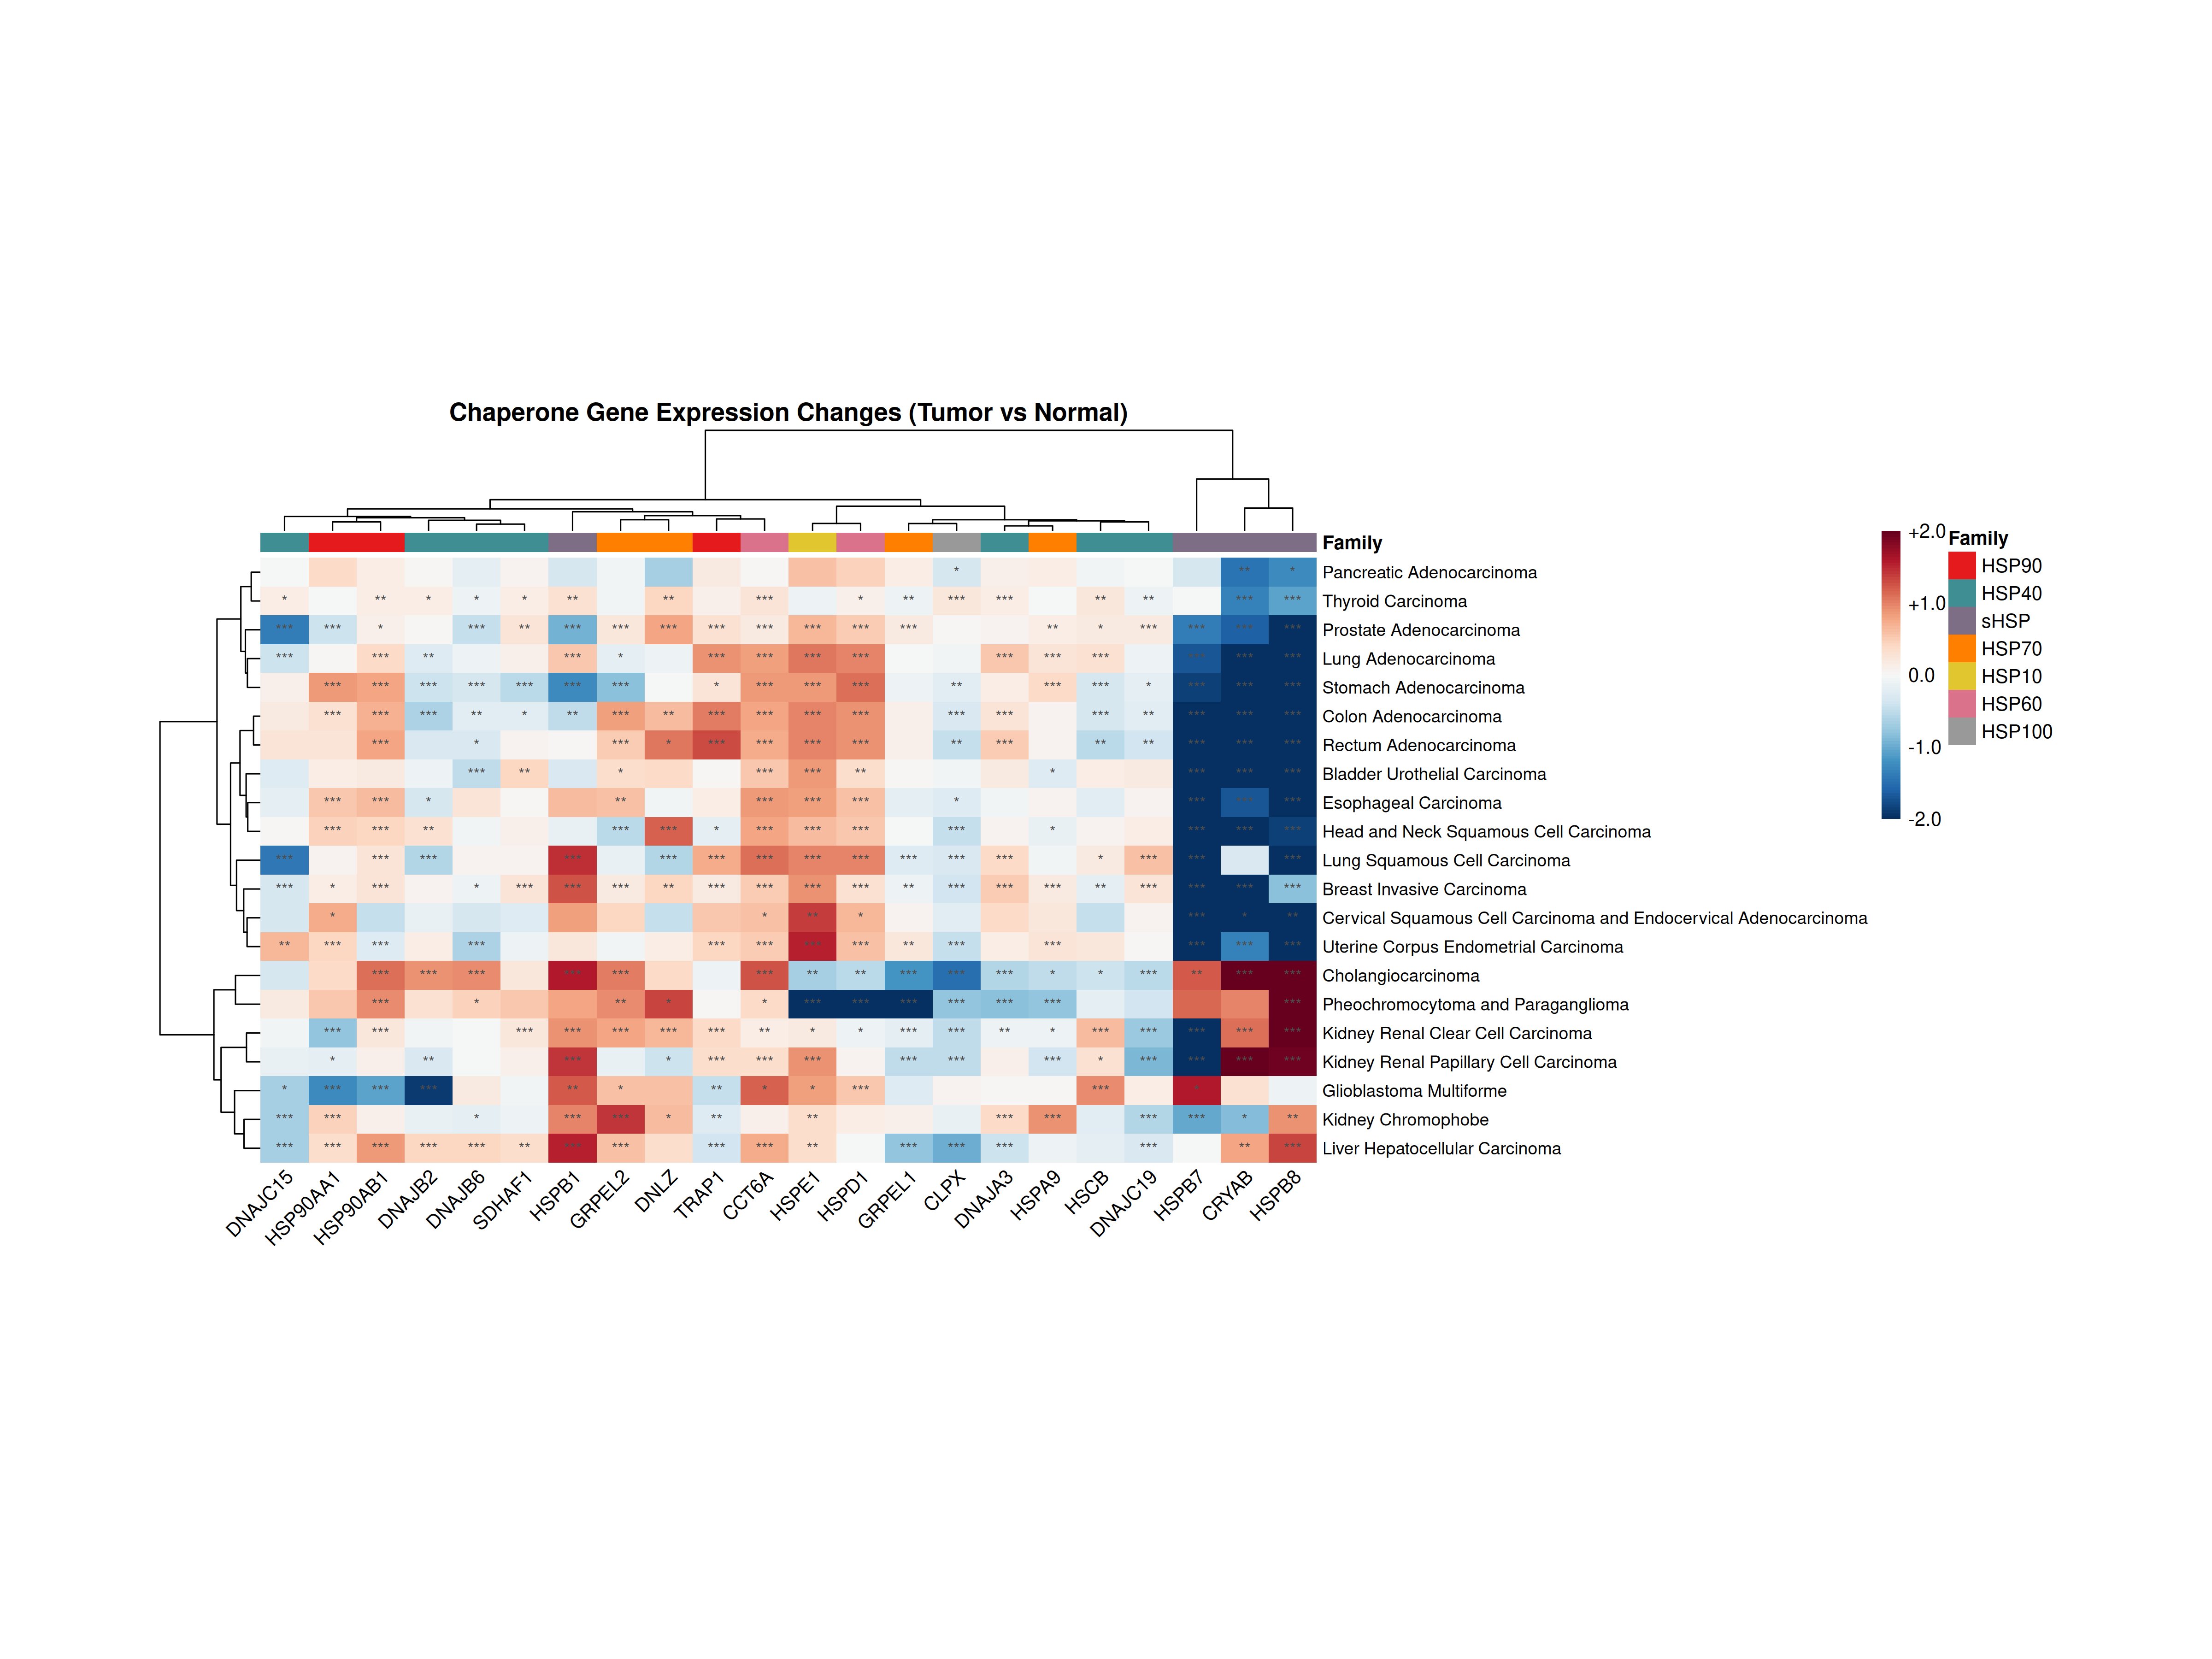 Chaperone Gene Expression Changes (Tumor vs Normal)
Family
* ** * Pancreatic Adenocarcinoma
* ** * * * ** ** *** * ** *** *** ** ** *** *** Thyroid Carcinoma
*** *** * *** ** *** *** *** *** *** *** *** *** ** * *** *** *** *** Prostate Adenocarcinoma
*** *** ** *** * *** *** *** *** *** *** *** *** *** *** Lung Adenocarcinoma
*** *** *** *** *** *** *** * *** *** *** ** *** *** * *** *** *** Stomach Adenocarcinoma
*** *** *** ** * ** *** ** *** *** *** *** *** *** *** ** *** *** *** Colon Adenocarcinoma
*** * *** * *** *** *** *** ** *** ** ** *** *** *** Rectum Adenocarcinoma
*** ** * *** *** ** * *** *** *** Bladder Urothelial Carcinoma
*** *** * ** *** *** *** * *** *** *** Esophageal Carcinoma
*** *** ** *** *** * *** *** *** *** * *** *** *** Head and Neck Squamous Cell Carcinoma
*** *** *** *** *** *** *** *** *** *** *** *** * *** *** *** Lung Squamous Cell Carcinoma
*** * *** * *** *** *** ** *** *** *** *** ** *** *** *** ** *** *** *** *** Breast Invasive Carcinoma
* * ** * *** * ** Cervical Squamous Cell Carcinoma and Endocervical Adenocarcinoma
** *** *** *** *** *** *** *** ** *** *** *** *** *** Uterine Corpus Endometrial Carcinoma
*** *** *** *** *** *** ** ** *** *** *** * * *** ** *** *** Cholangiocarcinoma
*** * ** * * *** *** *** *** *** *** *** Pheochromocytoma and Paraganglioma
*** *** *** *** *** *** *** ** * * *** *** ** * *** *** *** *** *** Kidney Renal Clear Cell Carcinoma
* ** *** * *** *** *** *** *** *** * *** *** *** *** Kidney Renal Papillary Cell Carcinoma
* *** *** *** ** * ** * * *** *** * Glioblastoma Multiforme
*** *** * *** *** * ** ** *** *** *** *** * ** Kidney Chromophobe
*** *** *** *** *** ** *** *** *** *** ** *** *** *** *** ** *** Liver Hepatocellular Carcinoma
DNAJC15
HSP90AA1
HSP90AB1
DNAJB2
DNAJB6
SDHAF1
HSPB1
GRPEL2
DNLZ
TRAP1
CCT6A
HSPE1
HSPD1
GRPEL1
CLPX
DNAJA3
HSPA9
HSCB
DNAJC19
HSPB7
CRYAB
HSPB8
+2.0
+1.0
0.0
-1.0
-2.0
Family
HSP90
HSP40
sHSP
HSP70
HSP10
HSP60
HSP100